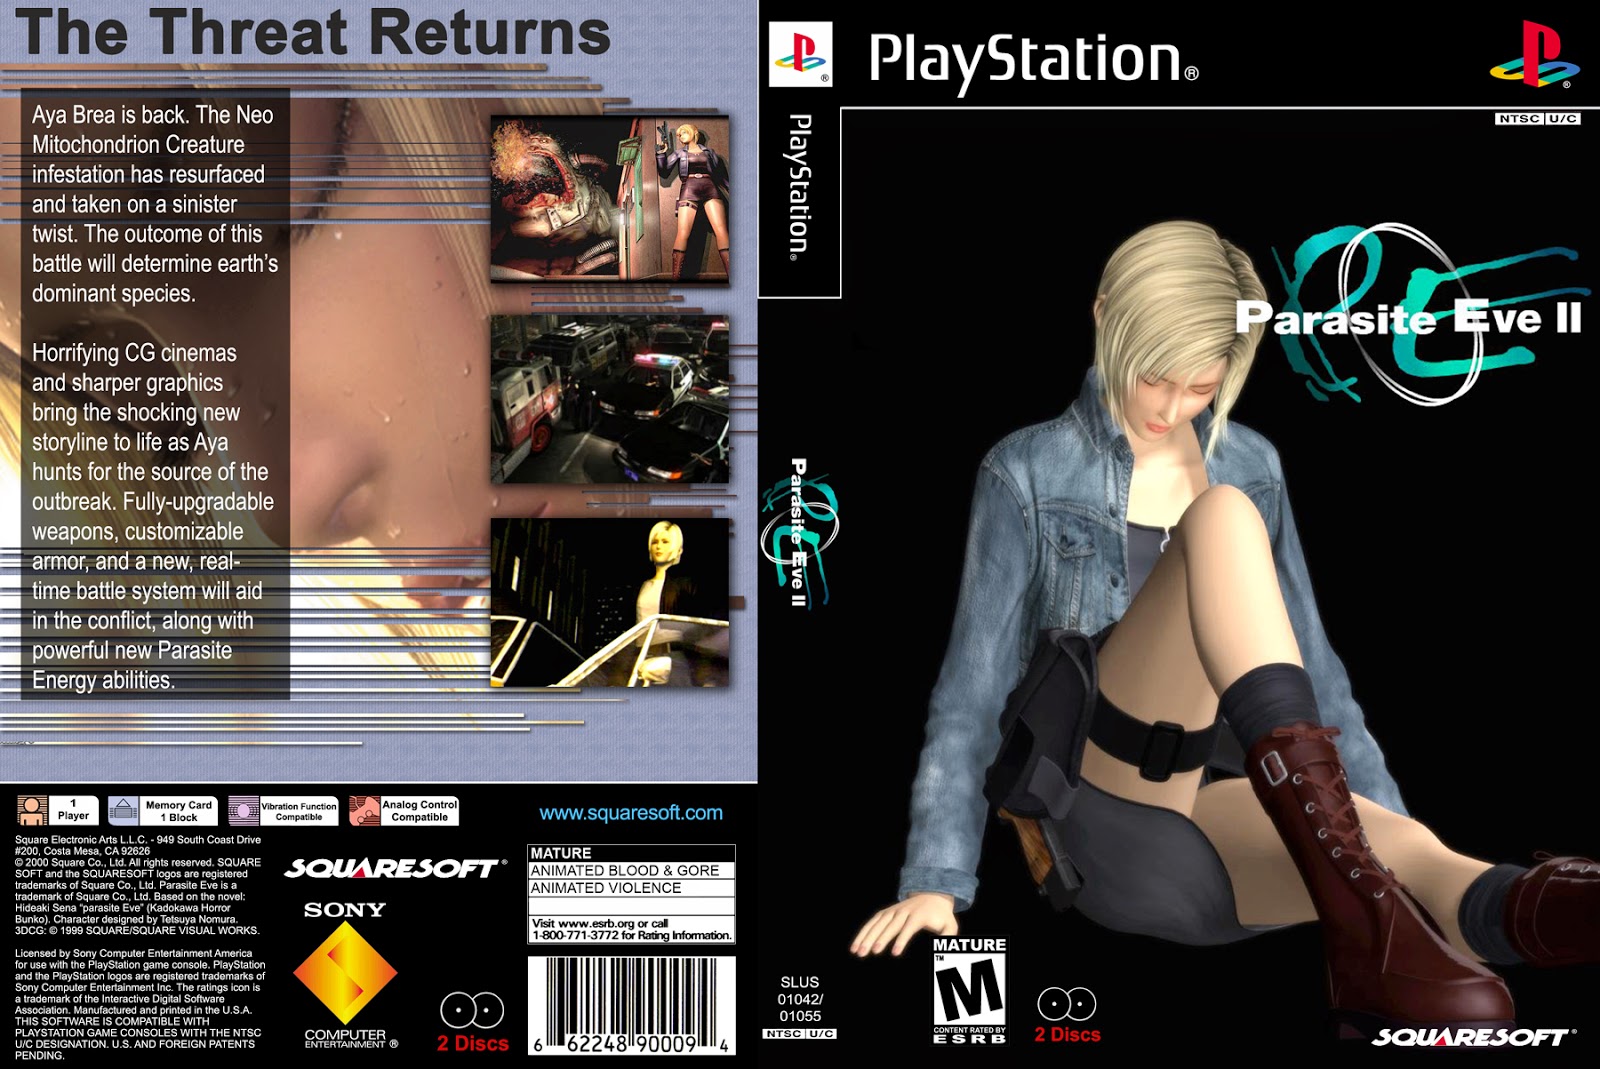 The Threat Returns
Aya Brea is back. The Neo
Mitochondrion Creature
infestation has resurfaced
and taken on a sinister
twist. The outcome of this
battle will determine earth's
dominant species.
Horrifying CG cinemas
and sharper graphics
bring the shocking new
storyline to life as Aya
hunts for the source of the
outbreak. Fully-upgradable
weapons, customizable
armor, and a new, real-
time battle system will aid
in the conflict, along with
powerful new Parasite
Energy abilities.
1
Player
Memory Card
1 Block
Vibration Function
Compatible
Analog Control
Compatible
Square Electronic Arts L.L.C. - 949 South Coast Drive
#200, Costa Mesa, CA 92626
© 2000 Square Co., Ltd. All rights reserved. SQUARE
SOFT and the SQUARESOFT logos are registered
trademarks of Square Co., Ltd. Parasite Eve is a
trademark of Square Co., Ltd. Based on the novel:
Hideaki Sena "parasite Eve" (Kadokawa Horror
Bunko). Character designed by Tetsuya Nomura.
3DCG: © 1999 SQUARE/SQUARE VISUAL WORKS.
Licensed by Sony Computer Entertainment America
for use with the PlayStation game console. PlayStation
and the PlayStation logos are registered trademarks of
Sony Computer Entertainment Inc. The ratings icon is
a trademark of the Interactive Digital Software
Association. Manufactured and printed in the U.S.A.
THIS SOFTWARE IS COMPATIBLE WITH
PLAYSTATION GAME CONSOLES WITH THE NTSC
U/C DESIGNATION. U.S. AND FOREIGN PATENTS
PENDING.
SQUARESOFT®
SONY
COMPUTER
ENTERTAINMENT ®
2 Discs
www.squaresoft.com
MATURE
ANIMATED BLOOD & GORE
ANIMATED VIOLENCE
Visit www.esrb.org or call
1-800-771-3772 for Rating Information.
6 62248 90009 4
PlayStation®
PE
Parasite Eve II
SLUS
01042/
01055
NTSC U/C
PlayStation®
NTSC U/C
PE
Parasite Eve II
MATURE
M™
CONTENT RATED BY
ESRB
2 Discs
SQUARESOFT®